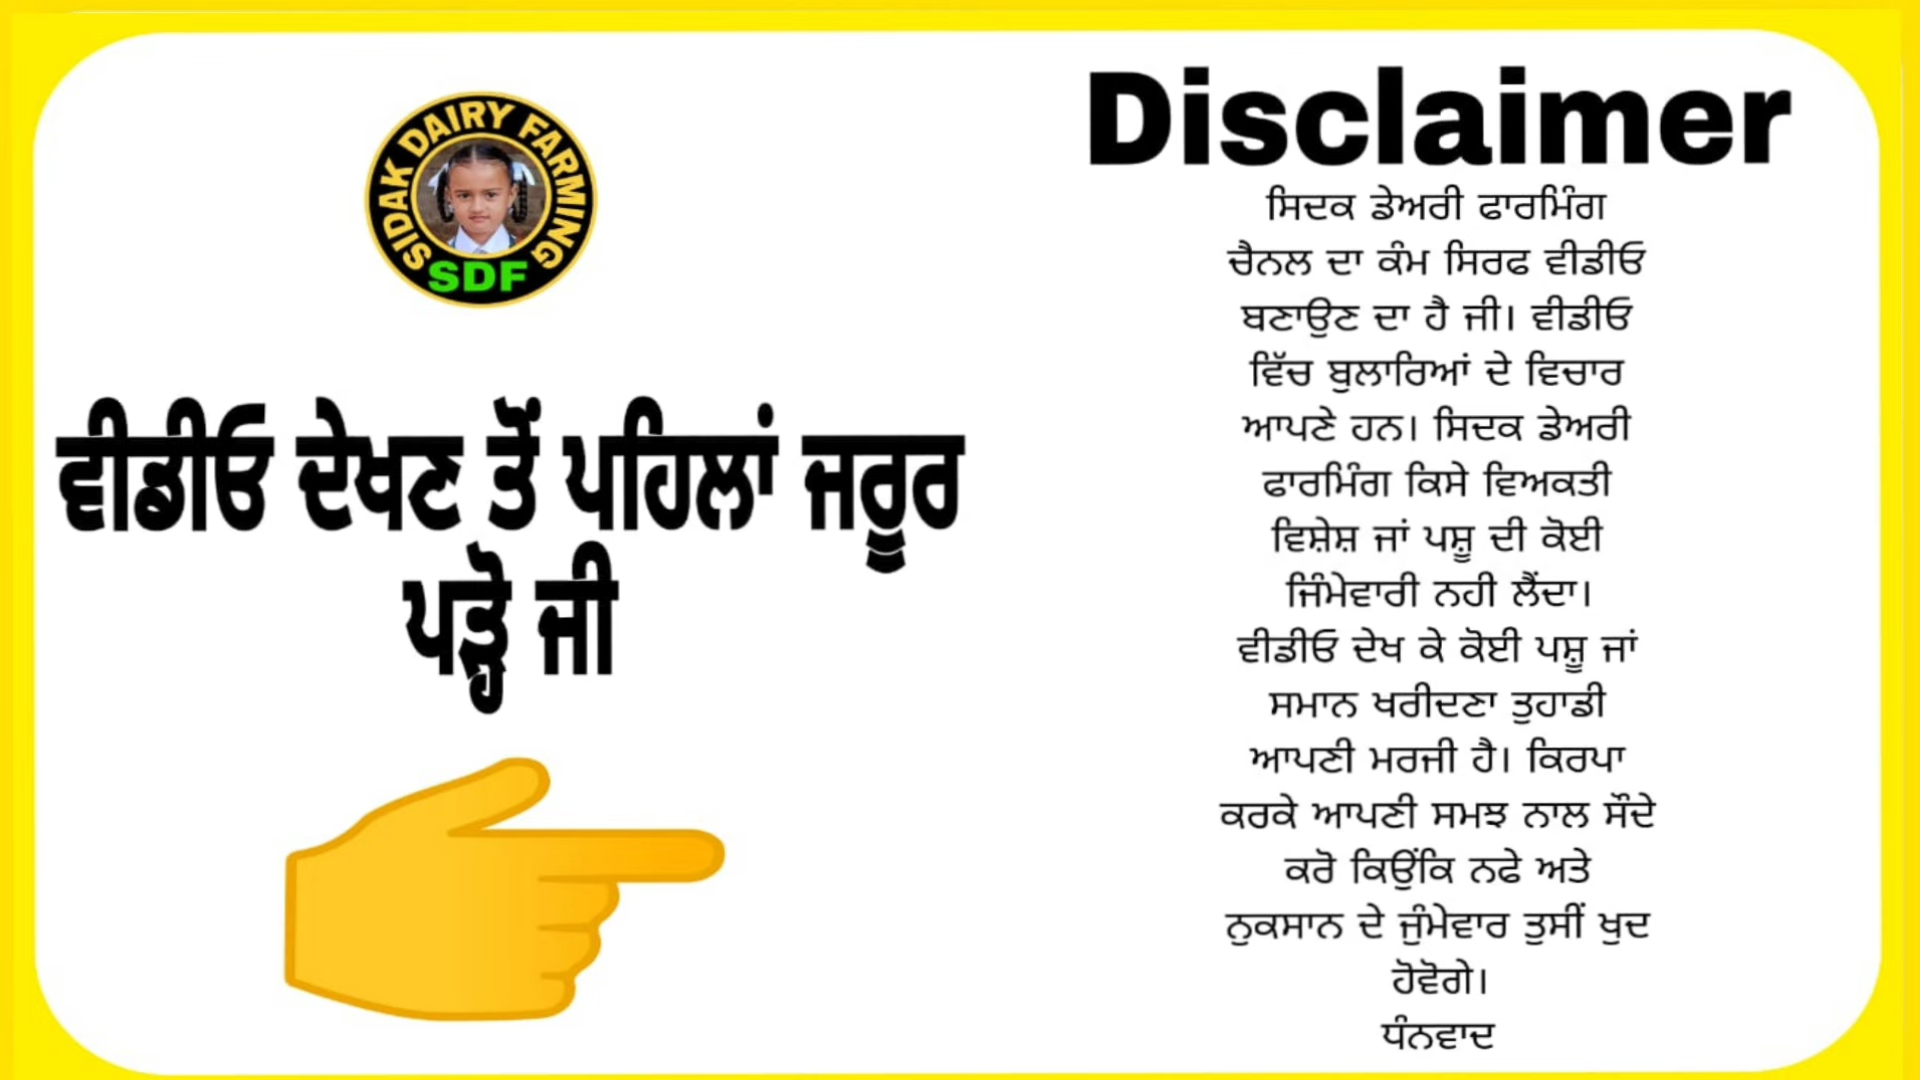 SIDAK DAIRY FARMING
SDF
ਵੀਡੀਓ ਦੇਖਣ ਤੋਂ ਪਹਿਲਾਂ ਜਰੂਰ
ਪੜ੍ਹੋ ਜੀ
Disclaimer
ਸਿਦਕ ਡੇਅਰੀ ਫਾਰਮਿੰਗ
ਚੈਨਲ ਦਾ ਕੰਮ ਸਿਰਫ ਵੀਡੀਓ
ਬਣਾਉਣ ਦਾ ਹੈ ਜੀ। ਵੀਡੀਓ
ਵਿੱਚ ਬੁਲਾਰਿਆਂ ਦੇ ਵਿਚਾਰ
ਆਪਣੇ ਹਨ। ਸਿਦਕ ਡੇਅਰੀ
ਫਾਰਮਿੰਗ ਕਿਸੇ ਵਿਅਕਤੀ
ਵਿਸ਼ੇਸ਼ ਜਾਂ ਪਸ਼ੂ ਦੀ ਕੋਈ
ਜਿੰਮੇਵਾਰੀ ਨਹੀ ਲੈਂਦਾ।
ਵੀਡੀਓ ਦੇਖ ਕੇ ਕੋਈ ਪਸ਼ੂ ਜਾਂ
ਸਮਾਨ ਖਰੀਦਣਾ ਤੁਹਾਡੀ
ਆਪਣੀ ਮਰਜੀ ਹੈ। ਕਿਰਪਾ
ਕਰਕੇ ਆਪਣੀ ਸਮਝ ਨਾਲ ਸੌਦੇ
ਕਰੋ ਕਿਉਂਕਿ ਨਫੇ ਅਤੇ
ਨੁਕਸਾਨ ਦੇ ਜੁੰਮੇਵਾਰ ਤੁਸੀਂ ਖੁਦ
ਹੋਵੋਗੇ।
ਧੰਨਵਾਦ